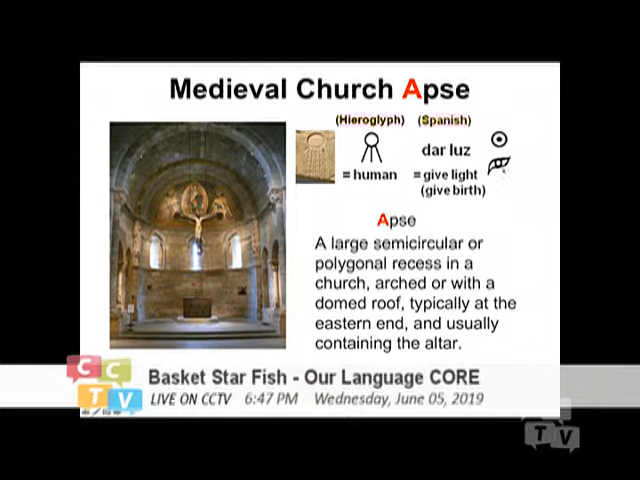 Medieval Church Apse
(Hieroglyph) (Spanish)
dar luz
= human = give light
(give birth)
Apse
A large semicircular or
polygonal recess in a
church, arched or with a
domed roof, typically at the
eastern end, and usually
containing the altar.
CC
TV
Basket Star Fish - Our Language CORE
LIVE ON CCTV 6:47 PM Wednesday, June 05, 2019
TV